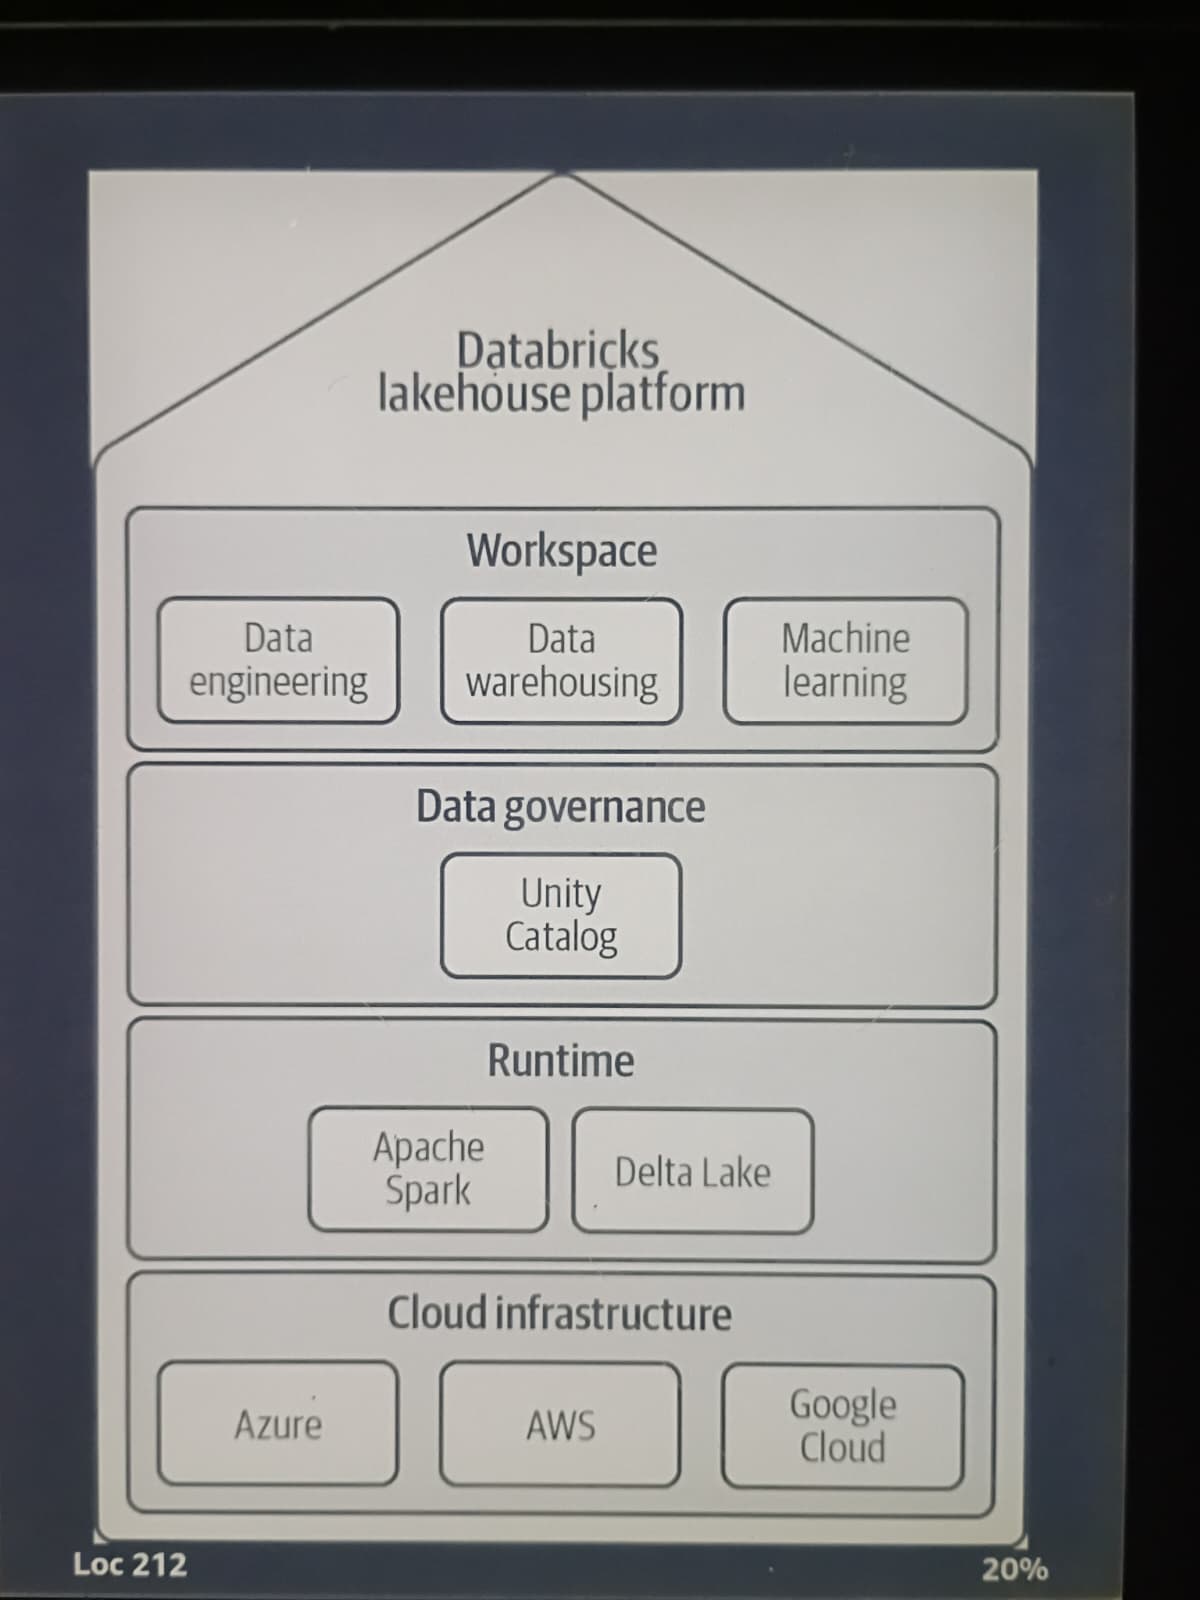 Databricks
lakehouse platform
Workspace
Data
engineering
Data
warehousing
Machine
learning
Data governance
Unity
Catalog
Runtime
Apache
Spark
Delta Lake
Cloud infrastructure
Azure
AWS
Google
Cloud
Loc 212
20%